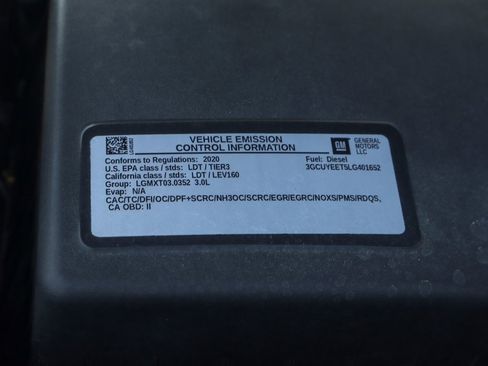 VEHICLE EMISSION
CONTROL INFORMATION
GM
GENERAL
MOTORS
LLC
Conforms to Regulations: 2020
Fuel: Diesel
U.S. EPA class / stds: LDT / TIER3
3GCUYEET5LG401652
California class / stds: LDT / LEV160
Group: LGMXT03.0352 3.0L
Evap: N/A
CAC/TC/DFI/OC/DPF+SCRC/NH3OC/SCRC/EGR/EGRC/NOXS/PMS/RDQS,
CA OBD: II